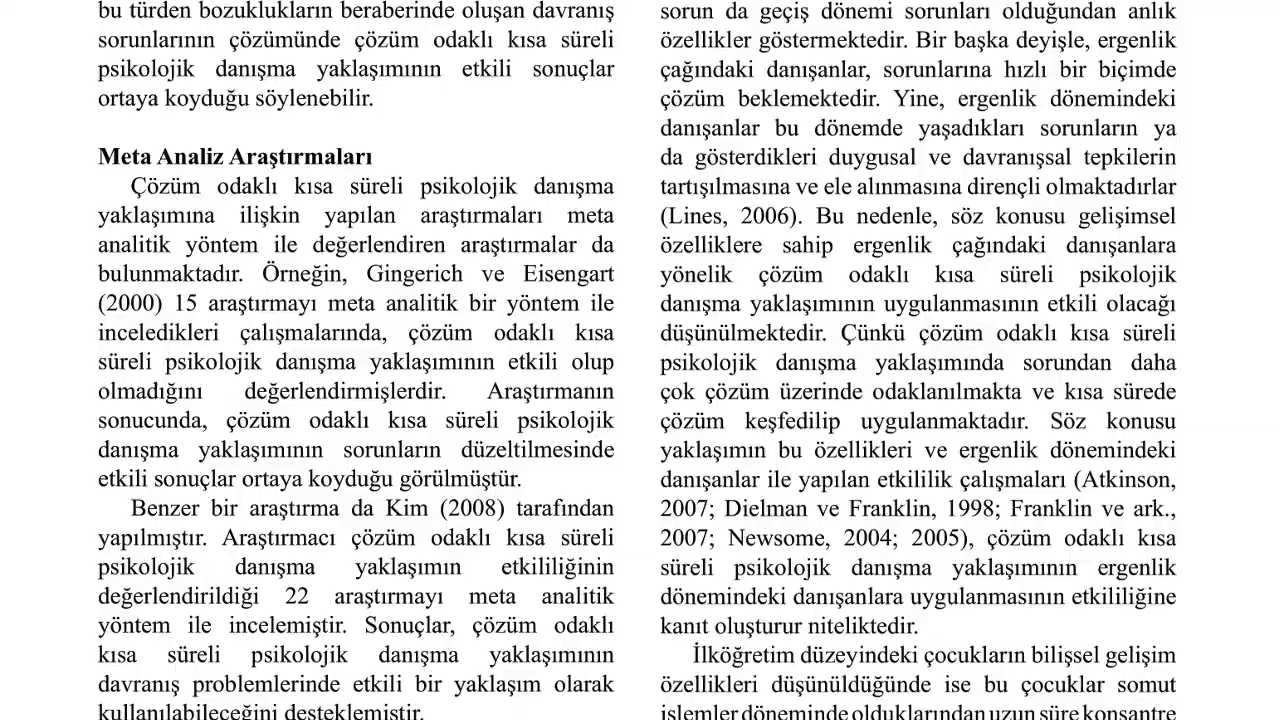 bu türden bozuklukların beraberinde oluşan davranış
sorunlarının çözümünde çözüm odaklı kısa süreli
psikolojik danışma yaklaşımının etkili sonuçlar
ortaya koyduğu söylenebilir.
Meta Analiz Araştırmaları
Çözüm odaklı kısa süreli psikolojik danışma
yaklaşımına ilişkin yapılan araştırmaları meta
analitik yöntem ile değerlendiren araştırmalar da
bulunmaktadır. Örneğin, Gingerich ve Eisengart
(2000) 15 araştırmayı meta analitik bir yöntem ile
inceledikleri çalışmalarında, çözüm odaklı kısa
süreli psikolojik danışma yaklaşımının etkili olup
olmadığını değerlendirmişlerdir. Araştırmanın
sonucunda, çözüm odaklı kısa süreli psikolojik
danışma yaklaşımının sorunların düzeltilmesinde
etkili sonuçlar ortaya koyduğu görülmüştür.
Benzer bir araştırma da Kim (2008) tarafından
yapılmıştır. Araştırmacı çözüm odaklı kısa süreli
psikolojik danışma yaklaşımın etkililiğinin
değerlendirildiği 22 araştırmayı meta analitik
yöntem ile incelemiştir. Sonuçlar, çözüm odaklı
kısa süreli psikolojik danışma yaklaşımının
davranış problemlerinde etkili bir yaklaşım olarak
kullanılabileceğini desteklemiştir.
sorun da geçiş dönemi sorunları olduğundan anlık
özellikler göstermektedir. Bir başka deyişle, ergenlik
çağındaki danışanlar, sorunlarına hızlı bir biçimde
çözüm beklemektedir. Yine, ergenlik dönemindeki
danışanlar bu dönemde yaşadıkları sorunların ya
da gösterdikleri duygusal ve davranışsal tepkilerin
tartışılmasına ve ele alınmasına dirençli olmaktadırlar
(Lines, 2006). Bu nedenle, söz konusu gelişimsel
özelliklere sahip ergenlik çağındaki danışanlara
yönelik çözüm odaklı kısa süreli psikolojik
danışma yaklaşımının uygulanmasının etkili olacağı
düşünülmektedir. Çünkü çözüm odaklı kısa süreli
psikolojik danışma yaklaşımında sorundan daha
çok çözüm üzerinde odaklanılmakta ve kısa sürede
çözüm keşfedilip uygulanmaktadır. Söz konusu
yaklaşımın bu özellikleri ve ergenlik dönemindeki
danışanlar ile yapılan etkililik çalışmaları (Atkinson,
2007; Dielman ve Franklin, 1998; Franklin ve ark.,
2007; Newsome, 2004; 2005), çözüm odaklı kısa
süreli psikolojik danışma yaklaşımının ergenlik
dönemindeki danışanlara uygulanmasının etkililiğine
kanıt oluşturur niteliktedir.
İlköğretim düzeyindeki çocukların bilişsel gelişim
özellikleri düşünüldüğünde ise bu çocuklar somut
işlemler döneminde olduklarından uzun süre konsantre